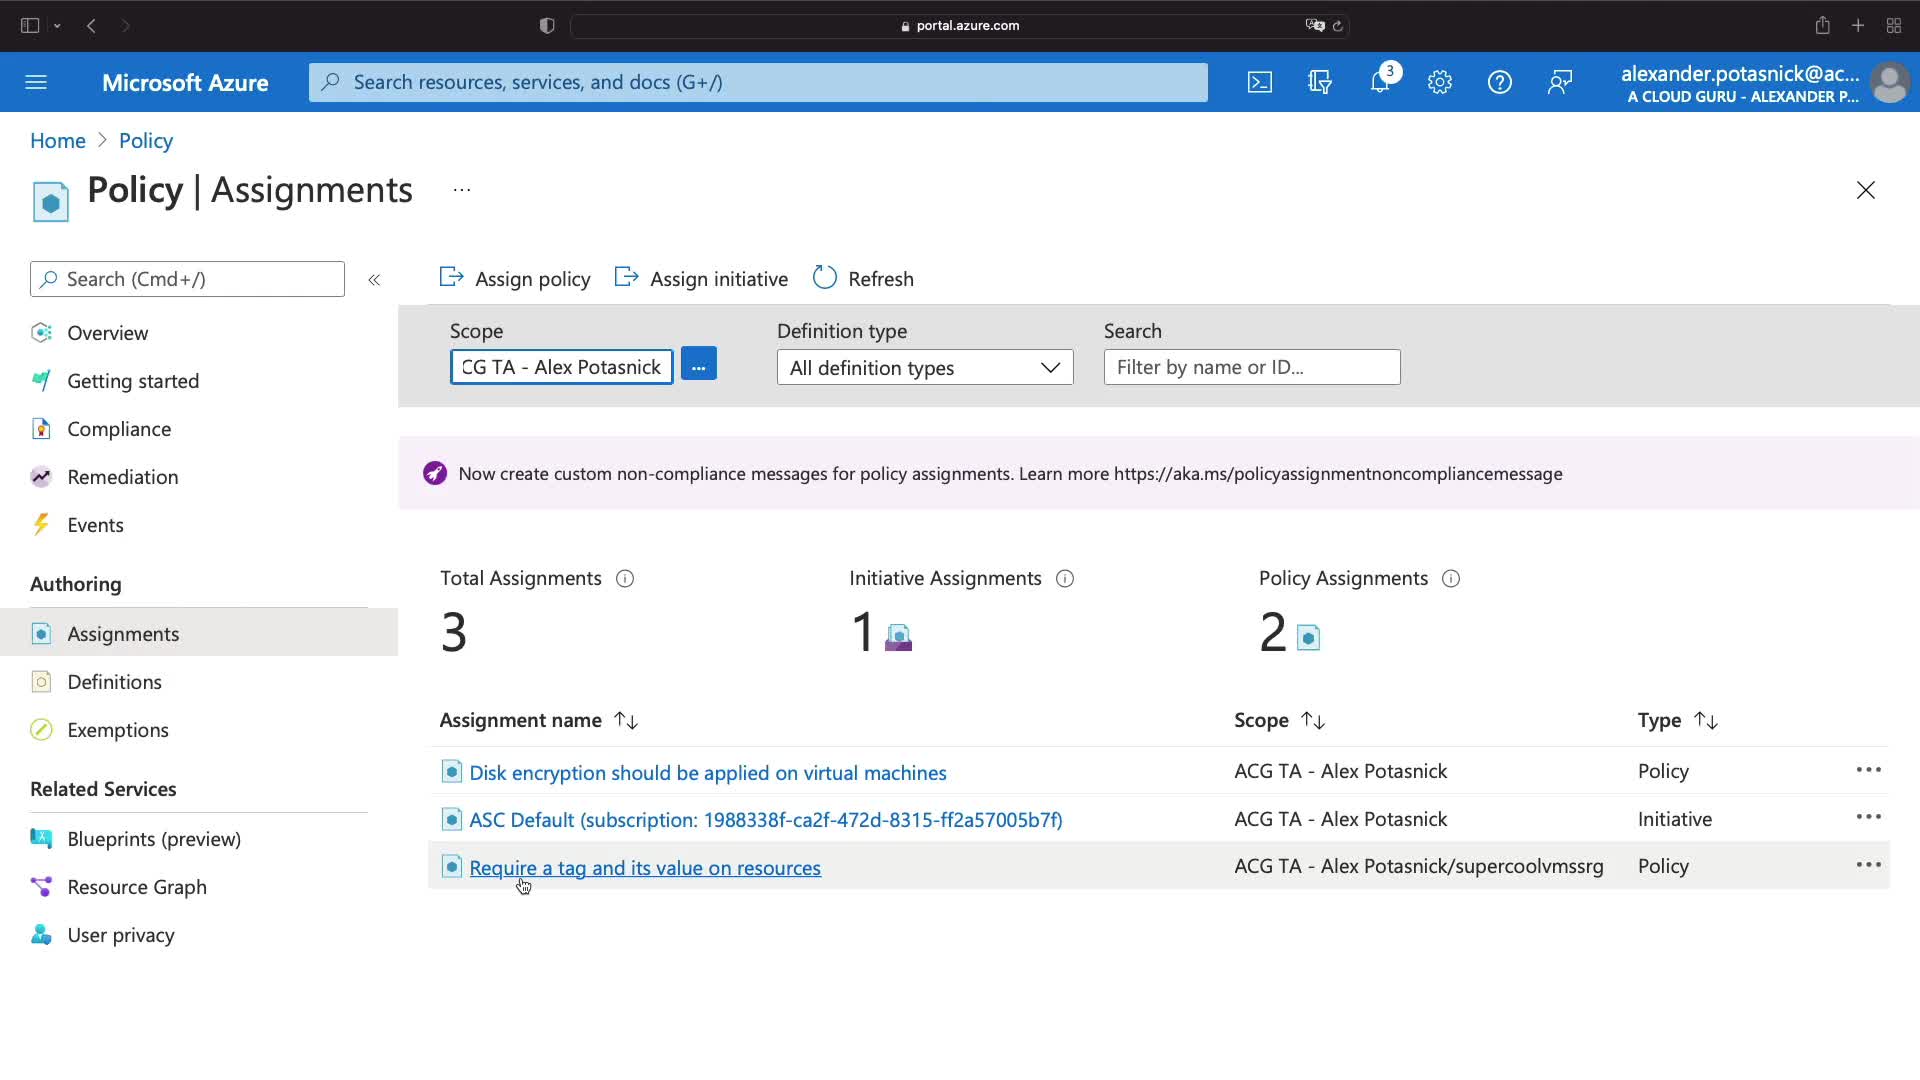 portal.azure.com
Microsoft Azure
Search resources, services, and docs (G+/)
3
alexander.potasnick@ac...
A CLOUD GURU - ALEXANDER P...
Home > Policy
Policy | Assignments ...
Search (Cmd+/)
«
Assign policy
Assign initiative
Refresh
Overview
Getting started
Compliance
Remediation
Events
Authoring
Assignments
Definitions
Exemptions
Related Services
Blueprints (preview)
Resource Graph
User privacy
Scope
Definition type
Search
CG TA - Alex Potasnick
...
All definition types
Filter by name or ID...
Now create custom non-compliance messages for policy assignments. Learn more https://aka.ms/policyassignmentnoncompliancemessage
Total Assignments
Initiative Assignments
Policy Assignments
3
1
2
Assignment name
Scope
Type
Disk encryption should be applied on virtual machines
ACG TA - Alex Potasnick
Policy
...
ASC Default (subscription: 1988338f-ca2f-472d-8315-ff2a57005b7f)
ACG TA - Alex Potasnick
Initiative
...
Require a tag and its value on resources
ACG TA - Alex Potasnick/supercoolvmssrg
Policy
...